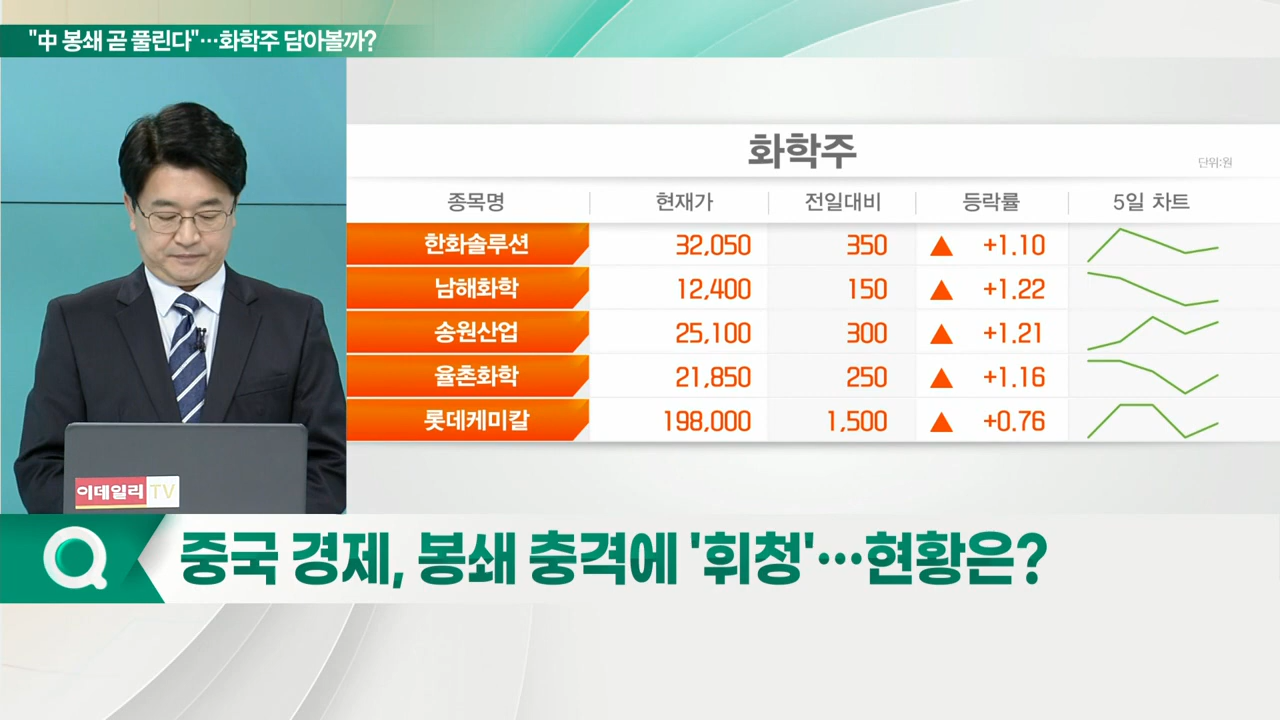 "中 봉쇄 곧 풀린다"…화학주 담아볼까?
화학주
단위:원
종목명 현재가 전일대비 등락률 5일 차트
한화솔루션 32,050 350 ▲ +1.10
남해화학 12,400 150 ▲ +1.22
송원산업 25,100 300 ▲ +1.21
율촌화학 21,850 250 ▲ +1.16
롯데케미칼 198,000 1,500 ▲ +0.76
이데일리TV
중국 경제, 봉쇄 충격에 '휘청'…현황은?